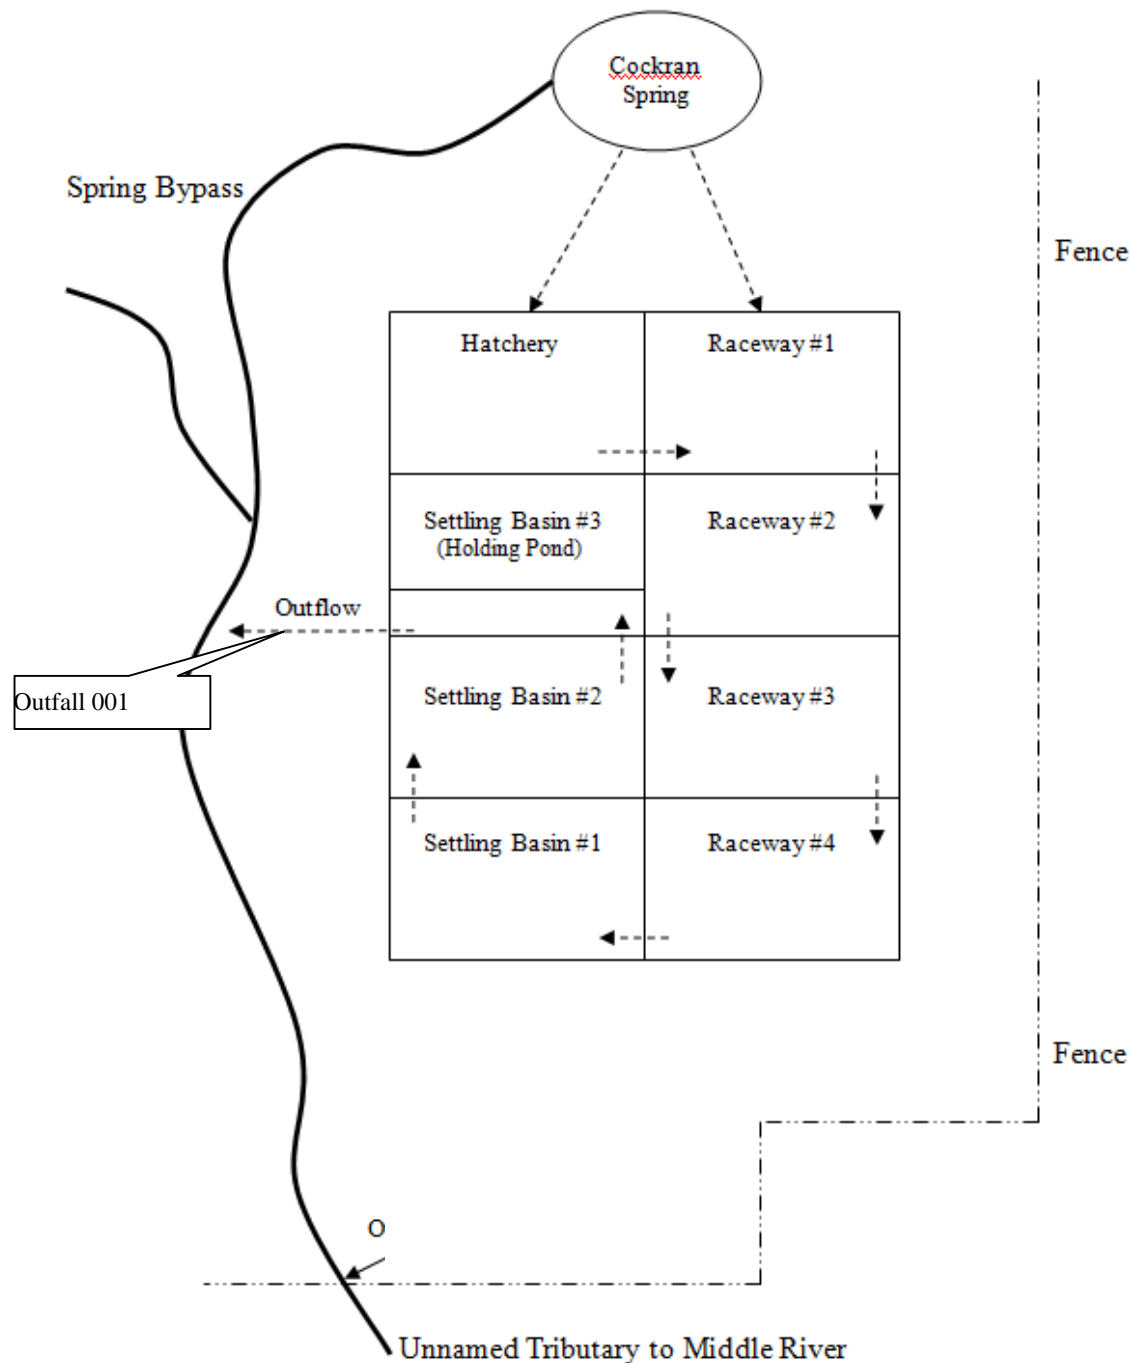 Cockran
Spring
Spring Bypass
Fence
Hatchery
Raceway #1
Settling Basin #3
(Holding Pond)
Raceway #2
Outflow
Outfall 001
Settling Basin #2
Raceway #3
Settling Basin #1
Raceway #4
Fence
O
Unnamed Tributary to Middle River